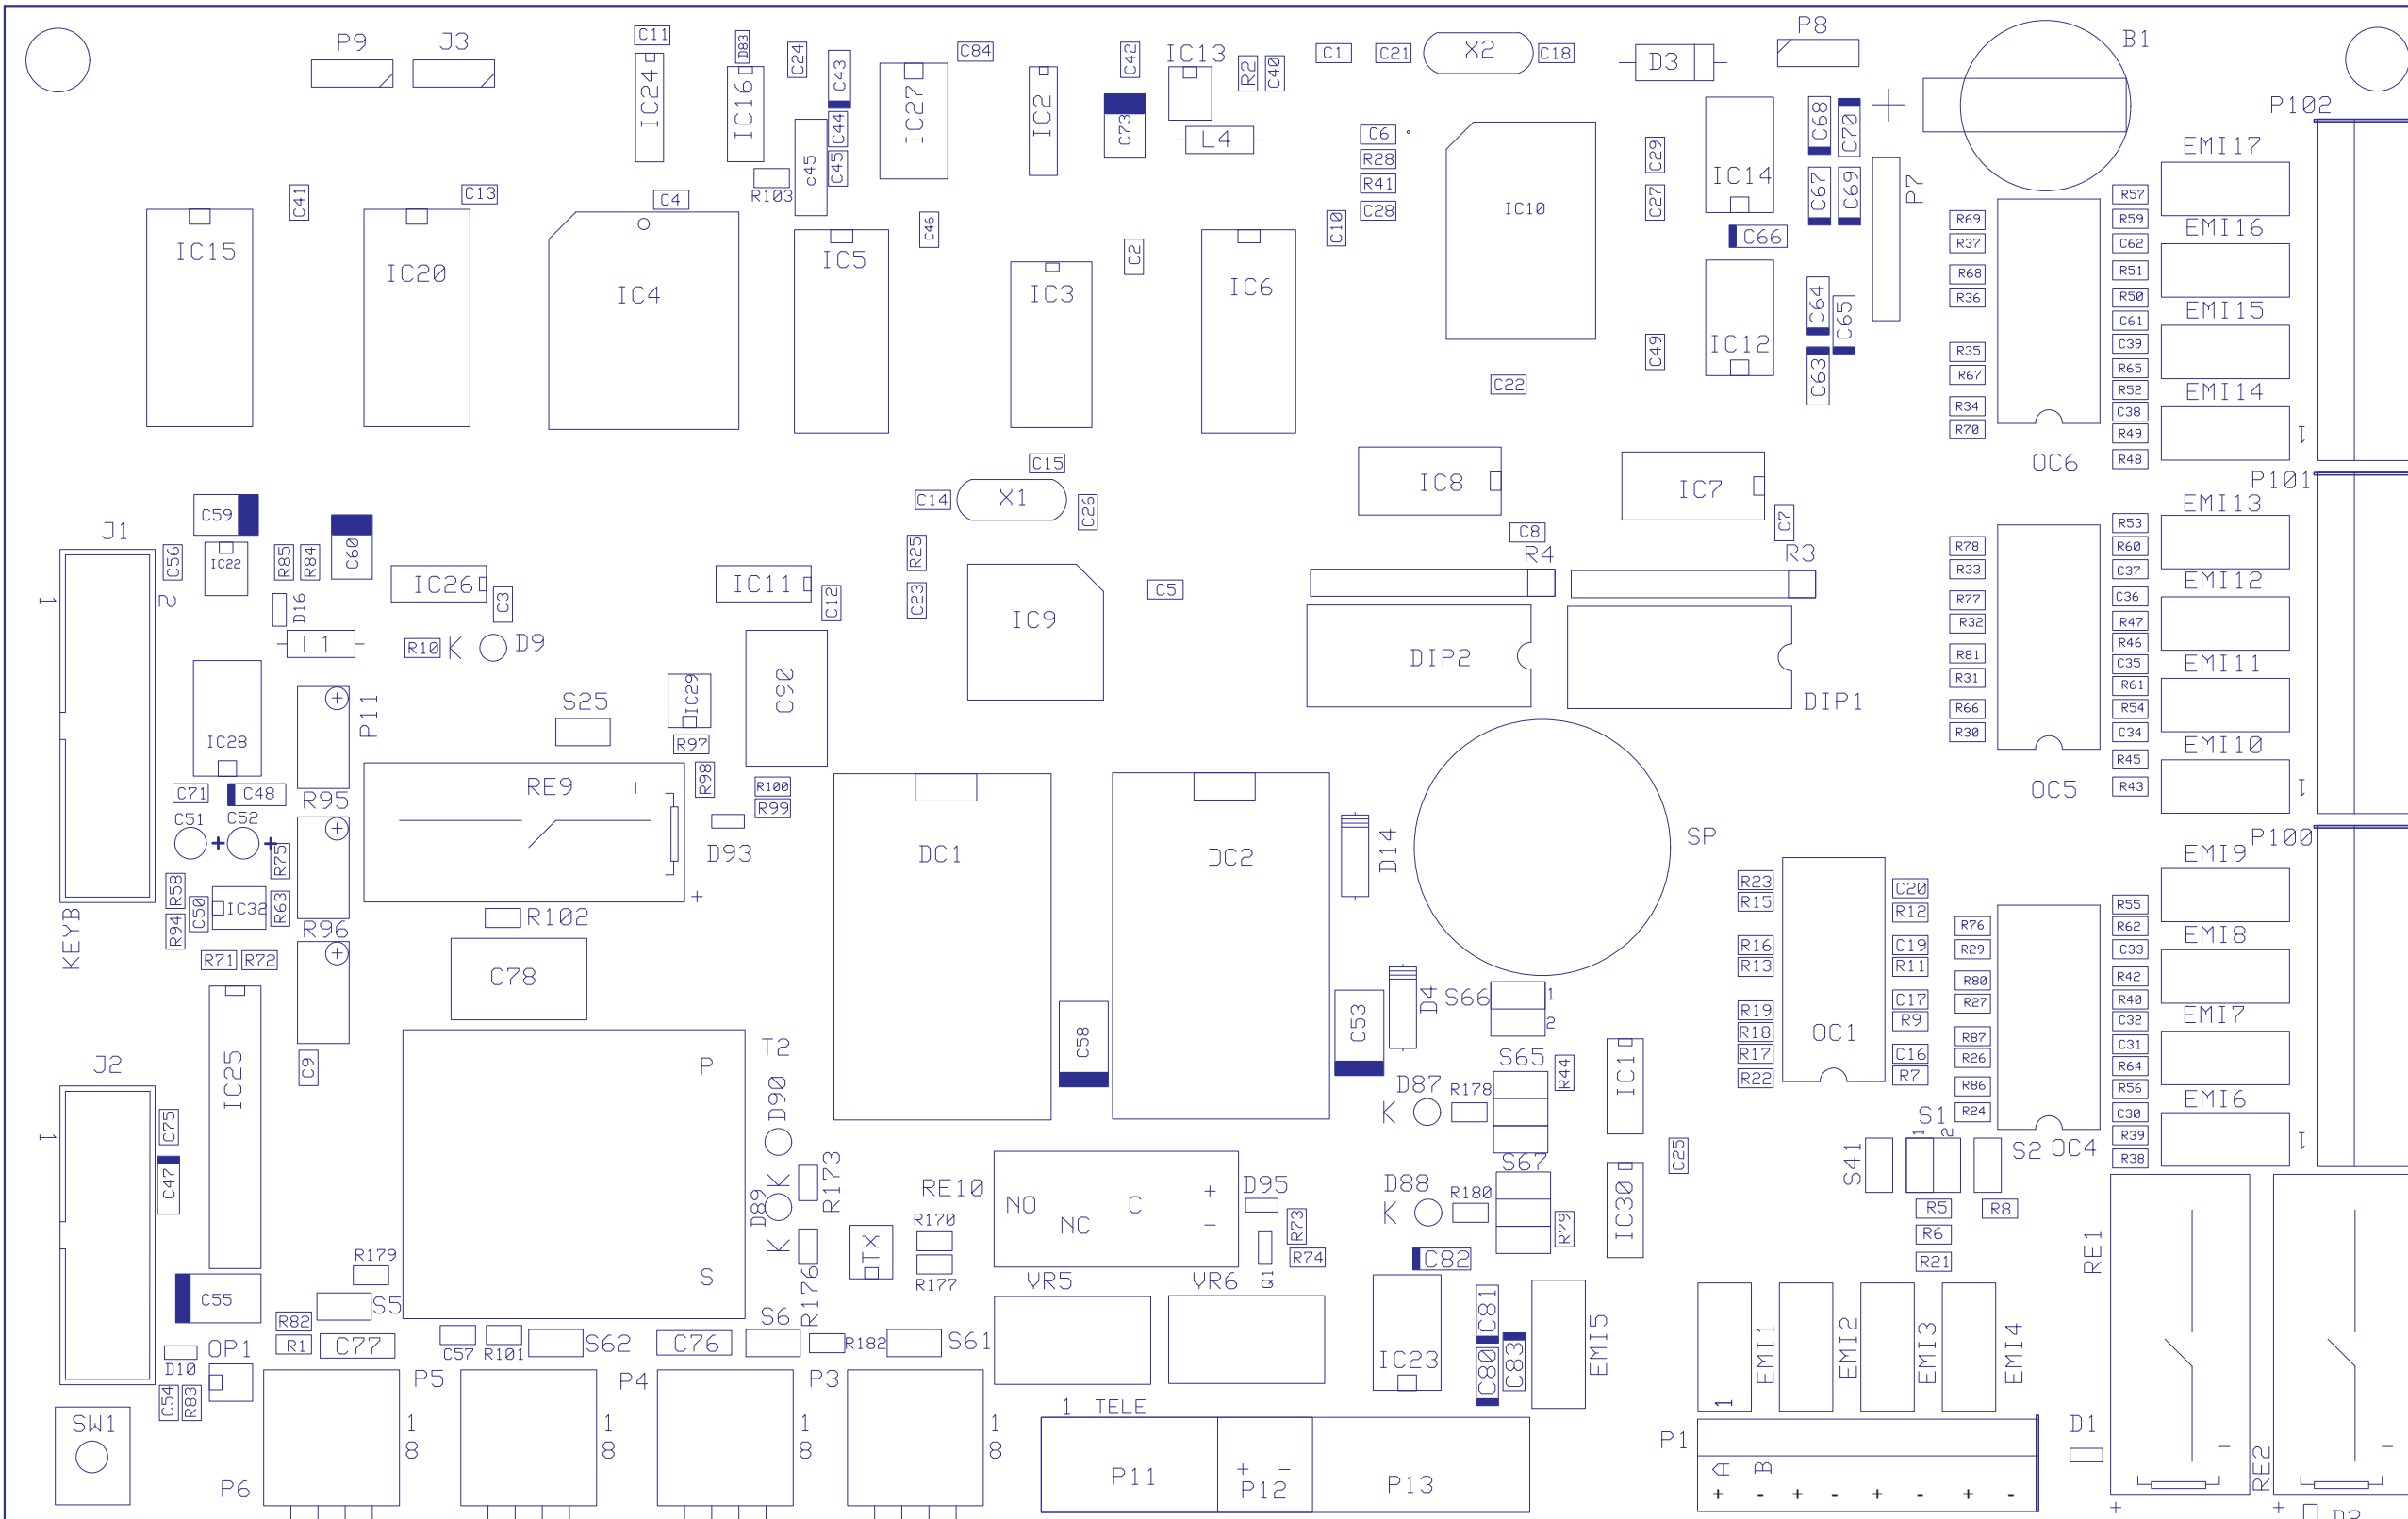 P9
J3
C11
D83
C24
C43
C84
C42
IC13
R2
C40
C1
C21
X2
C18
D3
P8
B1
P102
IC24
IC16
C44
C45
c45
IC27
IC2
C73
L4
C6
R28
R41
C28
IC10
C29
C27
IC14
C68
C70
C67
C69
C66
P7
EMI17
R57
R59
C62
R51
R50
C61
C39
R65
R52
C38
R49
R48
R69
R37
R68
R36
R35
R67
R34
R70
EMI16
EMI15
EMI14
1
OC6
C41
C13
C4
R103
C46
C2
C10
IC15
IC20
IC4
IC5
IC3
IC6
C49
C22
IC12
C64
C65
C63
P101
J1
C59
C56
IC22
R85
R84
C60
D16
L1
IC26
C3
R10
K
D9
IC11
C12
C14
X1
C15
C26
R25
C23
IC9
C5
IC8
IC7
C8
C7
R4
R3
DIP2
DIP1
1
2
EMI13
EMI12
EMI11
EMI10
1
R53
R60
C37
C36
R47
R46
C35
R61
R54
C34
R45
R43
R78
R33
R77
R32
R81
R31
R66
R30
OC5
P100
IC28
P11
S25
IC29
R97
R98
C90
R100
R99
C71
C48
R95
RE9
- +
D93
C51
C52
+ +
R75
R58
C50
IC32
R63
R94
R96
R71
R72
KEYB
R102
C78
DC1
DC2
D14
SP
C58
C53
D4
S66
1
2
EMI9
EMI8
EMI7
EMI6
1
R55
R62
C33
R42
R40
C32
C31
R64
R56
C30
R39
R38
R76
R29
R80
R27
R87
R26
R86
R24
OC4
R23
R15
R16
R13
R19
R18
R17
R22
OC1
C20
R12
C19
R11
C17
R9
C16
R7
J2
1
C9
IC25
C75
C47
C55
P
S
T2
D90
K
D89
K
R173
R176
TX
R170
R177
RE10
NO
NC
C
+
-
D95
R73
R74
Q1
VR5
VR6
D87
K
R178
S65
R44
S67
D88
K
R180
R79
IC1
IC30
C25
S41
S1
1
2
S2
R5
R8
R6
R21
RE1
RE2
R179
S5
R82
R1
C77
C57
R101
S62
C76
S6
R182
S61
C82
IC23
C81
C80
C83
EMI5
EMI1
EMI2
EMI3
EMI4
D10
OP1
C54
R83
SW1
P6
P5
P4
P3
1
8
1
8
1
8
1 TELE
P11
+ -
P12
P13
P1
1
A B
+ - + - + - + -
D1
-
+
-
+
D2